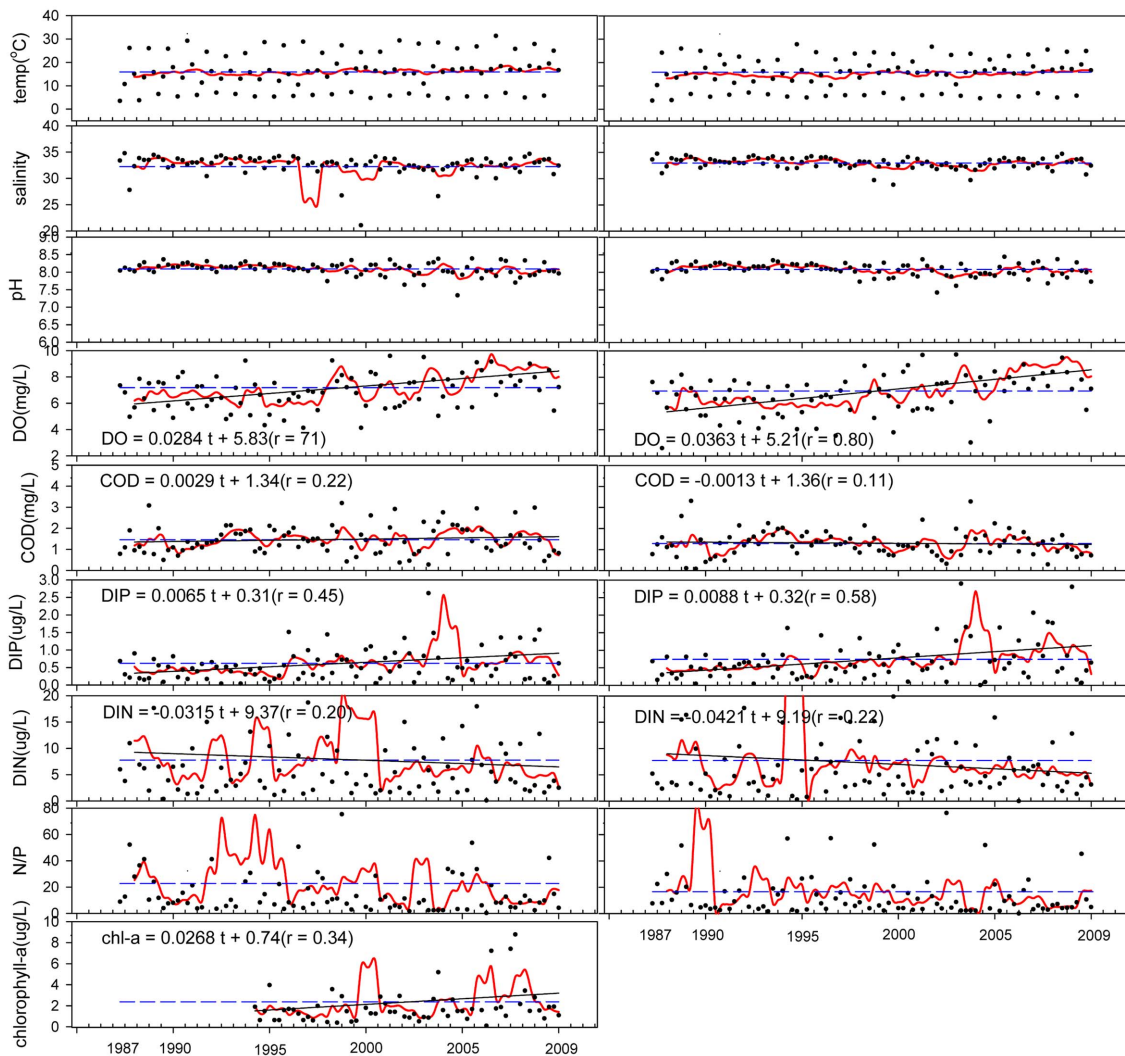 temp(°C)
40
30
20
10
0
salinity
40
35
30
25
20
pH
9.0
8.5
8.0
7.5
7.0
6.5
6.0
DO(mg/L)
10
8
6
4
2
DO = 0.0284 t + 5.83(r = 71)
DO = 0.0363 t + 5.21(r = 0.80)
COD(mg/L)
5
4
3
2
1
0
COD = 0.0029 t + 1.34(r = 0.22)
COD = -0.0013 t + 1.36(r = 0.11)
DIP(ug/L)
3.0
2.5
2.0
1.5
1.0
0.5
0.0
DIP = 0.0065 t + 0.31(r = 0.45)
DIP = 0.0088 t + 0.32(r = 0.58)
DIN(ug/L)
20
15
10
5
0
DIN = -0.0315 t + 9.37(r = 0.20)
DIN = -0.0421 t + 9.19(r = 0.22)
N/P
80
60
40
20
0
1987 1990 1995 2000 2005 2009
chlorophyll-a(ug/L)
10
8
6
4
2
0
chl-a = 0.0268 t + 0.74(r = 0.34)
1987 1990 1995 2000 2005 2009